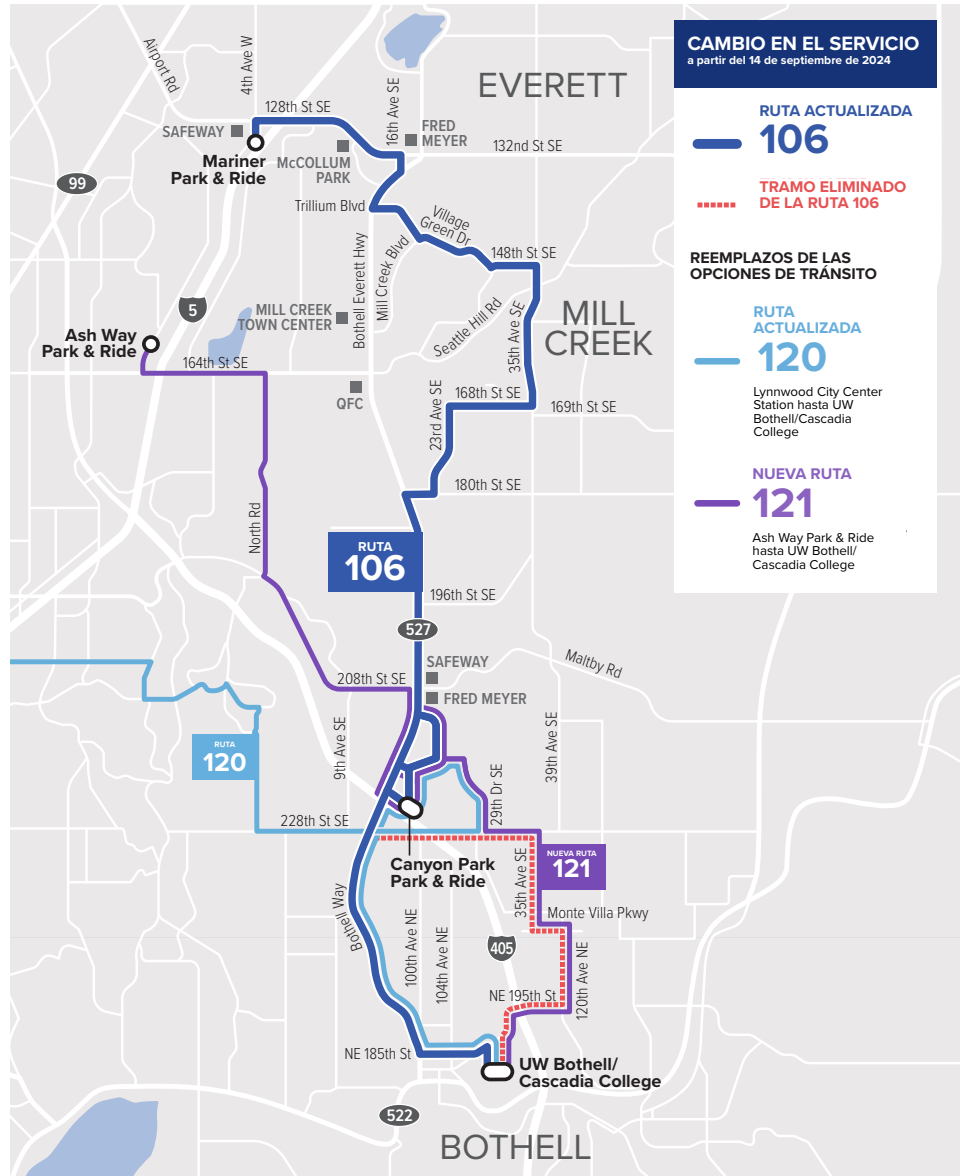 CAMBIO EN EL SERVICIO
a partir del 14 de septiembre de 2024
RUTA ACTUALIZADA
106
TRAMO ELIMINADO
DE LA RUTA 106
REEMPLAZOS DE LAS
OPCIONES DE TRÁNSITO
RUTA
ACTUALIZADA
120
Lynnwood City Center
Station hasta UW
Bothell/Cascadia
College
NUEVA RUTA
121
Ash Way Park & Ride
hasta UW Bothell/
Cascadia College
EVERETT
Airport Rd
4th Ave W
16th Ave SE
128th St SE
SAFEWAY
FRED
MEYER
132nd St SE
Mariner
Park & Ride
McCOLLUM
PARK
99
Trillium Blvd
Village
Green Dr
148th St SE
Bothell Everett Hwy
Mill Creek Blvd
5
MILL CREEK
TOWN CENTER
Seattle Hill Rd
35th Ave SE
MILL
CREEK
Ash Way
Park & Ride
164th St SE
QFC
23rd Ave SE
168th St SE
169th St SE
180th St SE
North Rd
RUTA
106
196th St SE
527
SAFEWAY
Maltby Rd
208th St SE
FRED MEYER
9th Ave SE
39th Ave SE
RUTA
120
29th Dr SE
228th St SE
Canyon Park
Park & Ride
35th Ave SE
NUEVA RUTA
121
Bothell Way
100th Ave NE
104th Ave NE
Monte Villa Pkwy
405
120th Ave NE
NE 195th St
NE 185th St
UW Bothell/
Cascadia College
522
BOTHELL